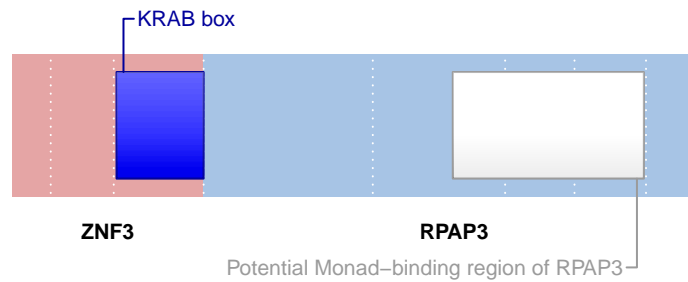 KRAB box
ZNF3
RPAP3
Potential Monad−binding region of RPAP3